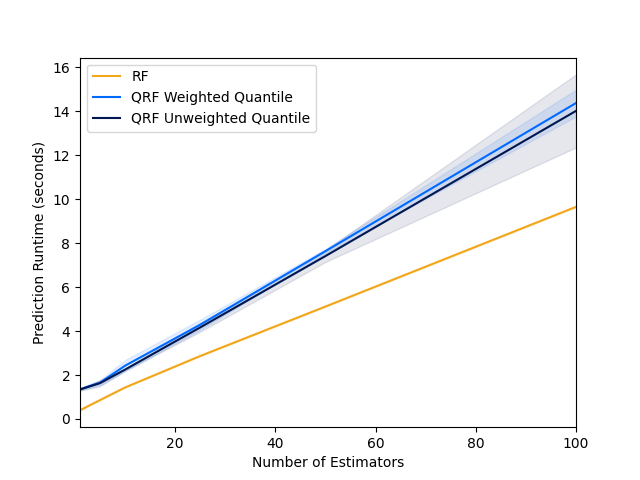 16
14
12
10
8
6
4
2
0
Prediction Runtime (seconds)
RF
QRF Weighted Quantile
QRF Unweighted Quantile
20 40 60 80 100
Number of Estimators